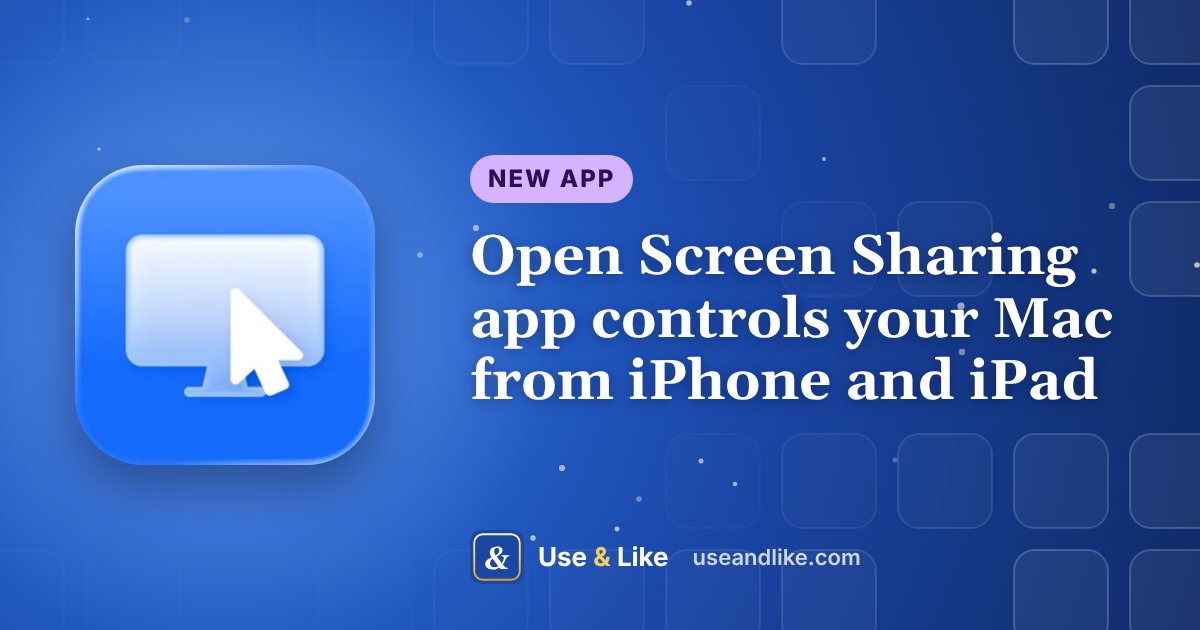 NEW APP
Open Screen Sharing
app controls your Mac
from iPhone and iPad
& Use & Like useandlike.com